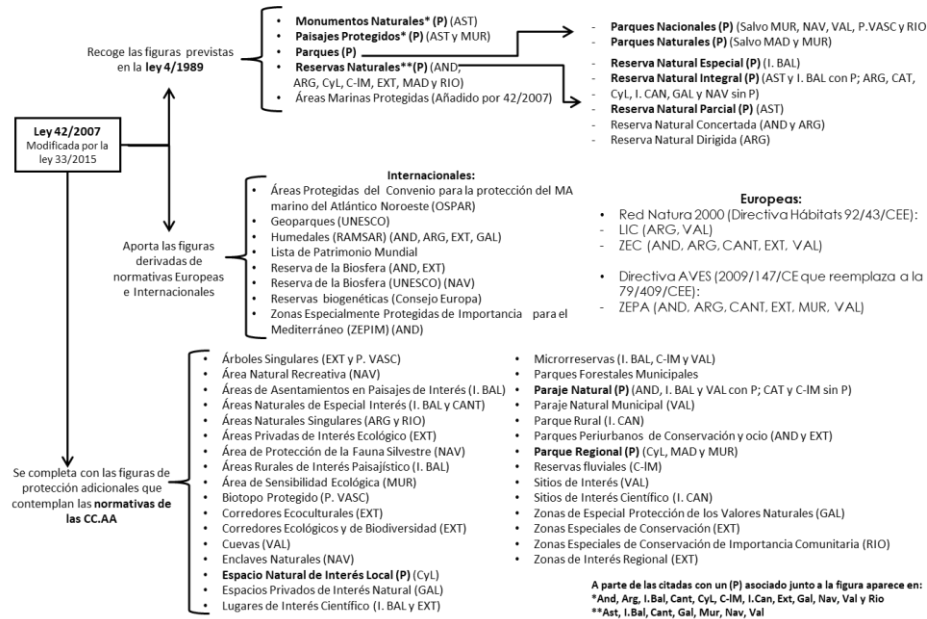 Recoge las figuras previstas
en la ley 4/1989
• Monumentos Naturales* (P) (AST)
• Paisajes Protegidos* (P) (AST y MUR)
• Parques (P)
• Reservas Naturales**(P) (AND,
ARG, CyL, C-lM, EXT, MAD y RIO)
• Áreas Marinas Protegidas (Añadido por 42/2007)
- Parques Nacionales (P) (Salvo MUR, NAV, VAL, P.VASC y RIO
- Parques Naturales (P) (Salvo MAD y MUR)
- Reserva Natural Especial (P) (I. BAL)
- Reserva Natural Integral (P) (AST y I. BAL con P; ARG, CAT,
- CyL, I. CAN, GAL y NAV sin P)
- Reserva Natural Parcial (P) (AST)
- Reserva Natural Concertada (AND y ARG)
- Reserva Natural Dirigida (ARG)
Ley 42/2007
Modificada por la
ley 33/2015
Aporta las figuras
derivadas de
normativas Europeas
e Internacionales
Internacionales:
• Áreas Protegidas del Convenio para la protección del MA
marino del Atlántico Noroeste (OSPAR)
• Geoparques (UNESCO)
• Humedales (RAMSAR) (AND, ARG, EXT, GAL)
• Lista de Patrimonio Mundial
• Reserva de la Biosfera (AND, EXT)
• Reserva de la Biosfera (UNESCO) (NAV)
• Reservas biogenéticas (Consejo Europa)
• Zonas Especialmente Protegidas de Importancia para el
Mediterráneo (ZEPIM) (AND)
Europeas:
• Red Natura 2000 (Directiva Hábitats 92/43/CEE):
- LIC (ARG, VAL)
- ZEC (AND, ARG, CANT, EXT, VAL)
• Directiva AVES (2009/147/CE que reemplaza a la
79/409/CEE):
- ZEPA (AND, ARG, CANT, EXT, MUR, VAL)
Se completa con las figuras de
protección adicionales que
contemplan las normativas de
las CC.AA
• Árboles Singulares (EXT y P. VASC)
• Área Natural Recreativa (NAV)
• Áreas de Asentamientos en Paisajes de Interés (I. BAL)
• Áreas Naturales de Especial Interés (I. BAL y CANT)
• Áreas Naturales Singulares (ARG y RIO)
• Áreas Privadas de Interés Ecológico (EXT)
• Área de Protección de la Fauna Silvestre (NAV)
• Áreas Rurales de Interés Paisajístico (I. BAL)
• Área de Sensibilidad Ecológica (MUR)
• Biotopo Protegido (P. VASC)
• Corredores Ecoculturales (EXT)
• Corredores Ecológicos y de Biodiversidad (EXT)
• Cuevas (VAL)
• Enclaves Naturales (NAV)
• Espacio Natural de Interés Local (P) (CyL)
• Espacios Privados de Interés Natural (GAL)
• Lugares de Interés Científico (I. BAL y EXT)
• Microrreservas (I. BAL, C-lM y VAL)
• Parques Forestales Municipales
• Paraje Natural (P) (AND, I. BAL y VAL con P; CAT y C-lM sin P)
• Paraje Natural Municipal (VAL)
• Parque Rural (I. CAN)
• Parques Periurbanos de Conservación y ocio (AND y EXT)
• Parque Regional (P) (CyL, MAD y MUR)
• Reservas fluviales (C-lM)
• Sitios de Interés (VAL)
• Sitios de Interés Científico (I. CAN)
• Zonas de Especial Protección de los Valores Naturales (GAL)
• Zonas Especiales de Conservación (EXT)
• Zonas Especiales de Conservación de Importancia Comunitaria (RIO)
• Zonas de Interés Regional (EXT)
A parte de las citadas con un (P) asociado junto a la figura aparece en:
*And, Arg, I.Bal, Cant, CyL, C-lM, I.Can, Ext, Gal, Nav, Val y Rio
**Ast, I.Bal, Cant, Gal, Mur, Nav, Val